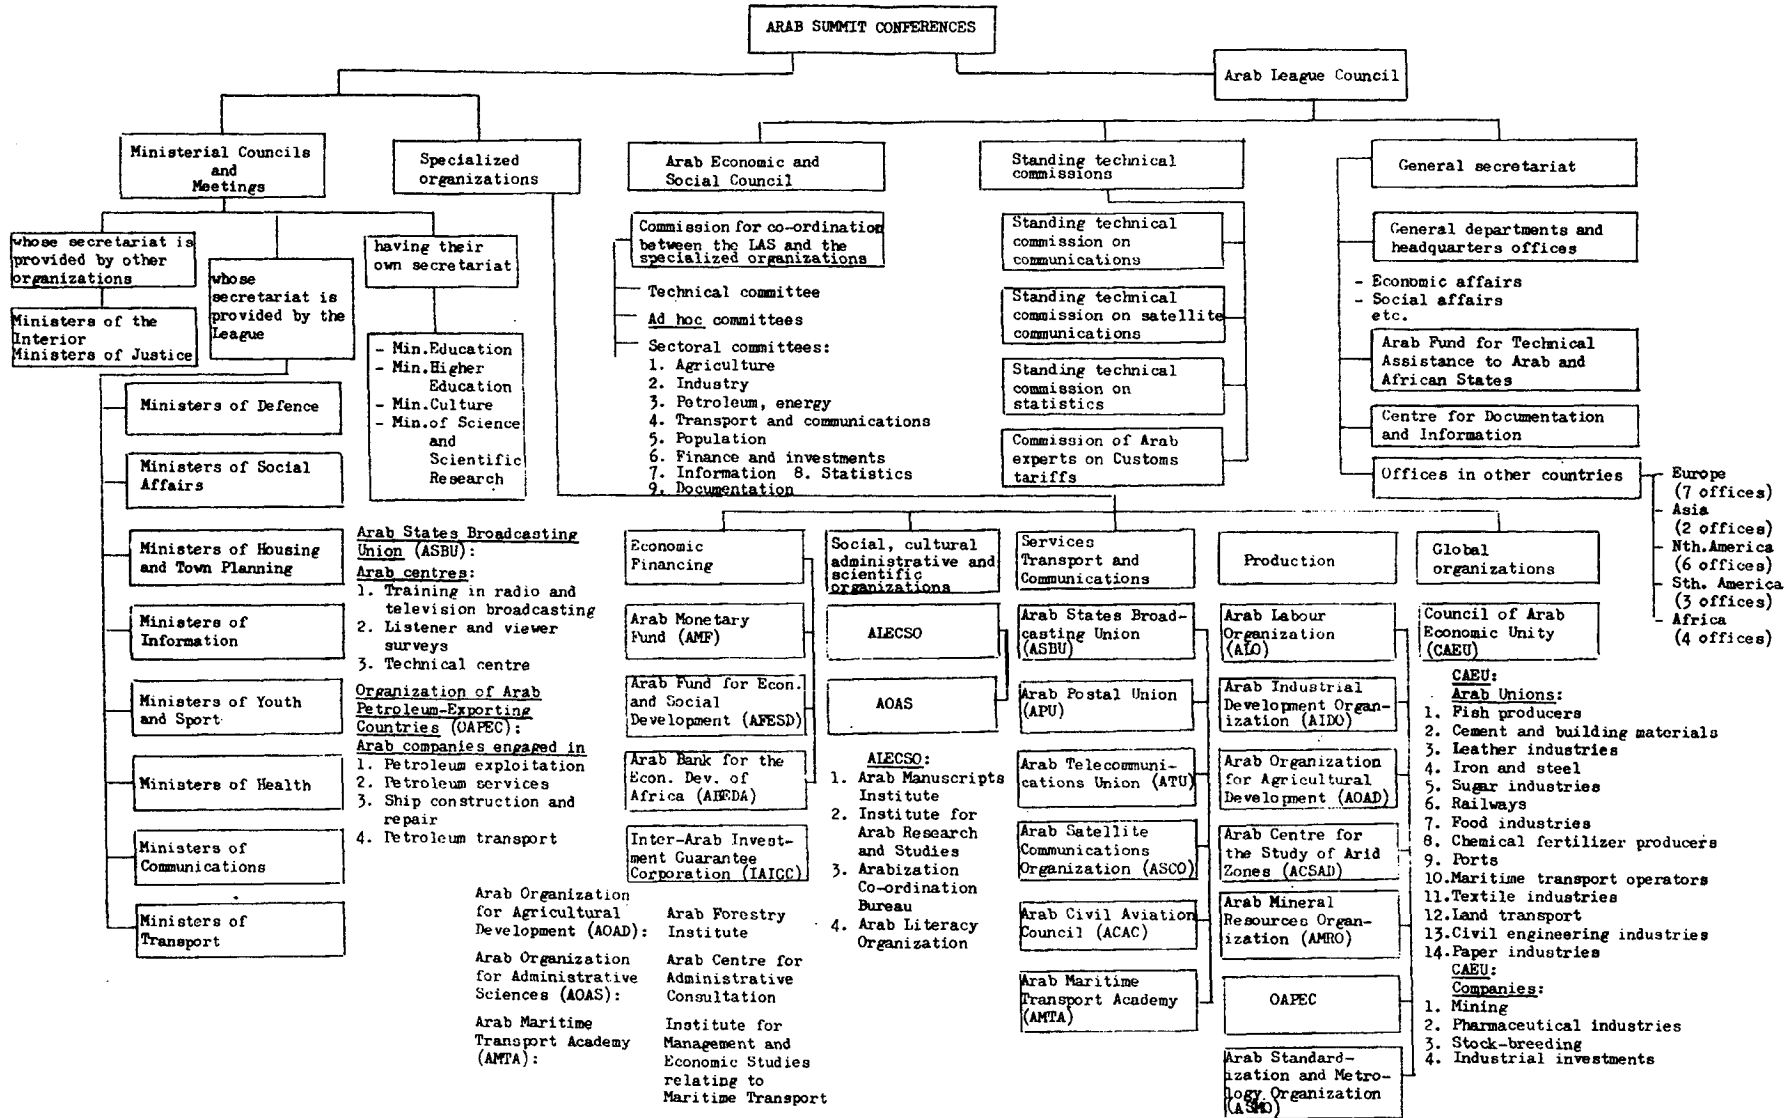 ARAB SUMMIT CONFERENCES
Arab League Council
Ministerial Councils
and
Meetings
Specialized
organizations
Arab Economic and
Social Council
Standing technical
commissions
General secretariat
whose secretariat is
provided by other
organizations
Ministers of the
Interior
Ministers of Justice
whose
secretariat is
provided by the
League
having their
own secretariat
- Min.Education
- Min.Higher
Education
- Min.Culture
- Min.of Science
and
Scientific
Research
Ministers of Defence
Ministers of Social
Affairs
Ministers of Housing
and Town Planning
Ministers of
Information
Ministers of Youth
and Sport
Ministers of Health
Ministers of
Communications
Ministers of
Transport
Commission for co-ordination
between the LAS and the
specialized organizations
Technical committee
Ad hoc committees
Sectoral committees:
1. Agriculture
2. Industry
3. Petroleum, energy
4. Transport and communications
5. Population
6. Finance and investments
7. Information 8. Statistics
9. Documentation
Standing technical
commission on
communications
Standing technical
commission on satellite
communications
Standing technical
commission on
statistics
Commission of Arab
experts on Customs
tariffs
General departments and
headquarters offices
- Economic affairs
- Social affairs
etc.
Arab Fund for Technical
Assistance to Arab and
African States
Centre for Documentation
and Information
Offices in other countries
Europe
(7 offices)
- Asia
(2 offices)
- Nth.America
(6 offices)
- Sth. America
(3 offices)
- Africa
(4 offices)
Arab States Broadcasting
Union (ASBU):
Arab centres:
1. Training in radio and
television broadcasting
2. Listener and viewer
surveys
3. Technical centre
Organization of Arab
Petroleum-Exporting
Countries (OAPEC):
Arab companies engaged in
1. Petroleum exploitation
2. Petroleum services
3. Ship construction and
repair
4. Petroleum transport
Economic
Financing
Arab Monetary
Fund (AMF)
Arab Fund for Econ.
and Social
Development (AFESD)
Arab Bank for the
Econ. Dev. of
Africa (ABEDA)
Inter-Arab Invest-
ment Guarantee
Corporation (IAIGC)
Social, cultural
administrative and
scientific
organizations
ALECSO
AOAS
ALECSO:
1. Arab Manuscripts
Institute
2. Institute for
Arab Research
and Studies
3. Arabization
Co-ordination
Bureau
4. Arab Literacy
Organization
Services
Transport and
Communications
Arab States Broad-
casting Union
(ASBU)
Arab Postal Union
(APU)
Arab Telecommuni-
cations Union (ATU)
Arab Satellite
Communications
Organization (ASCO)
Arab Civil Aviation
Council (ACAC)
Arab Maritime
Transport Academy
(AMTA)
Production
Arab Labour
Organization
(ALO)
Arab Industrial
Development Organ-
ization (AIDO)
Arab Organization
for Agricultural
Development (AOAD)
Arab Centre for
the Study of Arid
Zones (ACSAD)
Arab Mineral
Resources Organ-
ization (AMRO)
OAPEC
Arab Standard-
ization and Metro-
logy Organization
(ASMO)
Global
organizations
Council of Arab
Economic Unity
(CAEU)
CAEU:
Arab Unions:
1. Fish producers
2. Cement and building materials
3. Leather industries
4. Iron and steel
5. Sugar industries
6. Railways
7. Food industries
8. Chemical fertilizer producers
9. Ports
10.Maritime transport operators
11.Textile industries
12.Land transport
13.Civil engineering industries
14.Paper industries
CAEU:
Companies:
1. Mining
2. Pharmaceutical industries
3. Stock-breeding
4. Industrial investments
Arab Organization
for Agricultural
Development (AOAD):
Arab Forestry
Institute
Arab Organization
for Administrative
Sciences (AOAS):
Arab Centre for
Administrative
Consultation
Arab Maritime
Transport Academy
(AMTA):
Institute for
Management and
Economic Studies
relating to
Maritime Transport